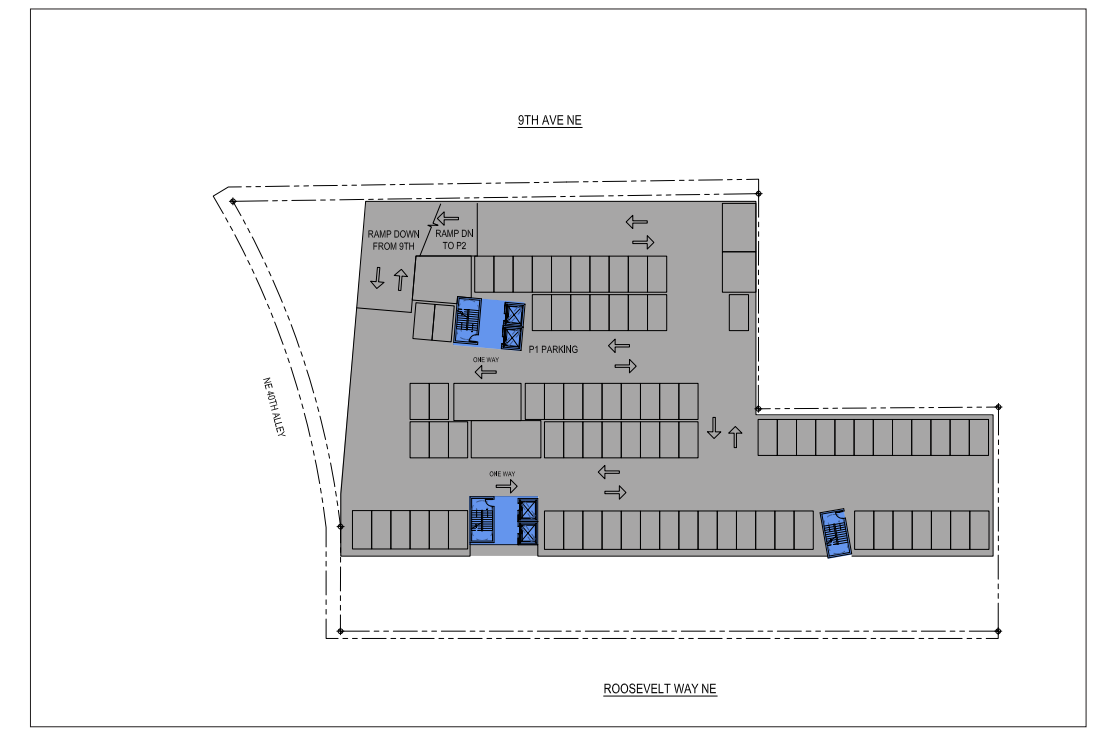 9TH AVE NE
RAMP DOWN
FROM 9TH
RAMP DN
TO P2
P1 PARKING
ONE WAY
NE 40TH ALLEY
ONE WAY
ROOSEVELT WAY NE